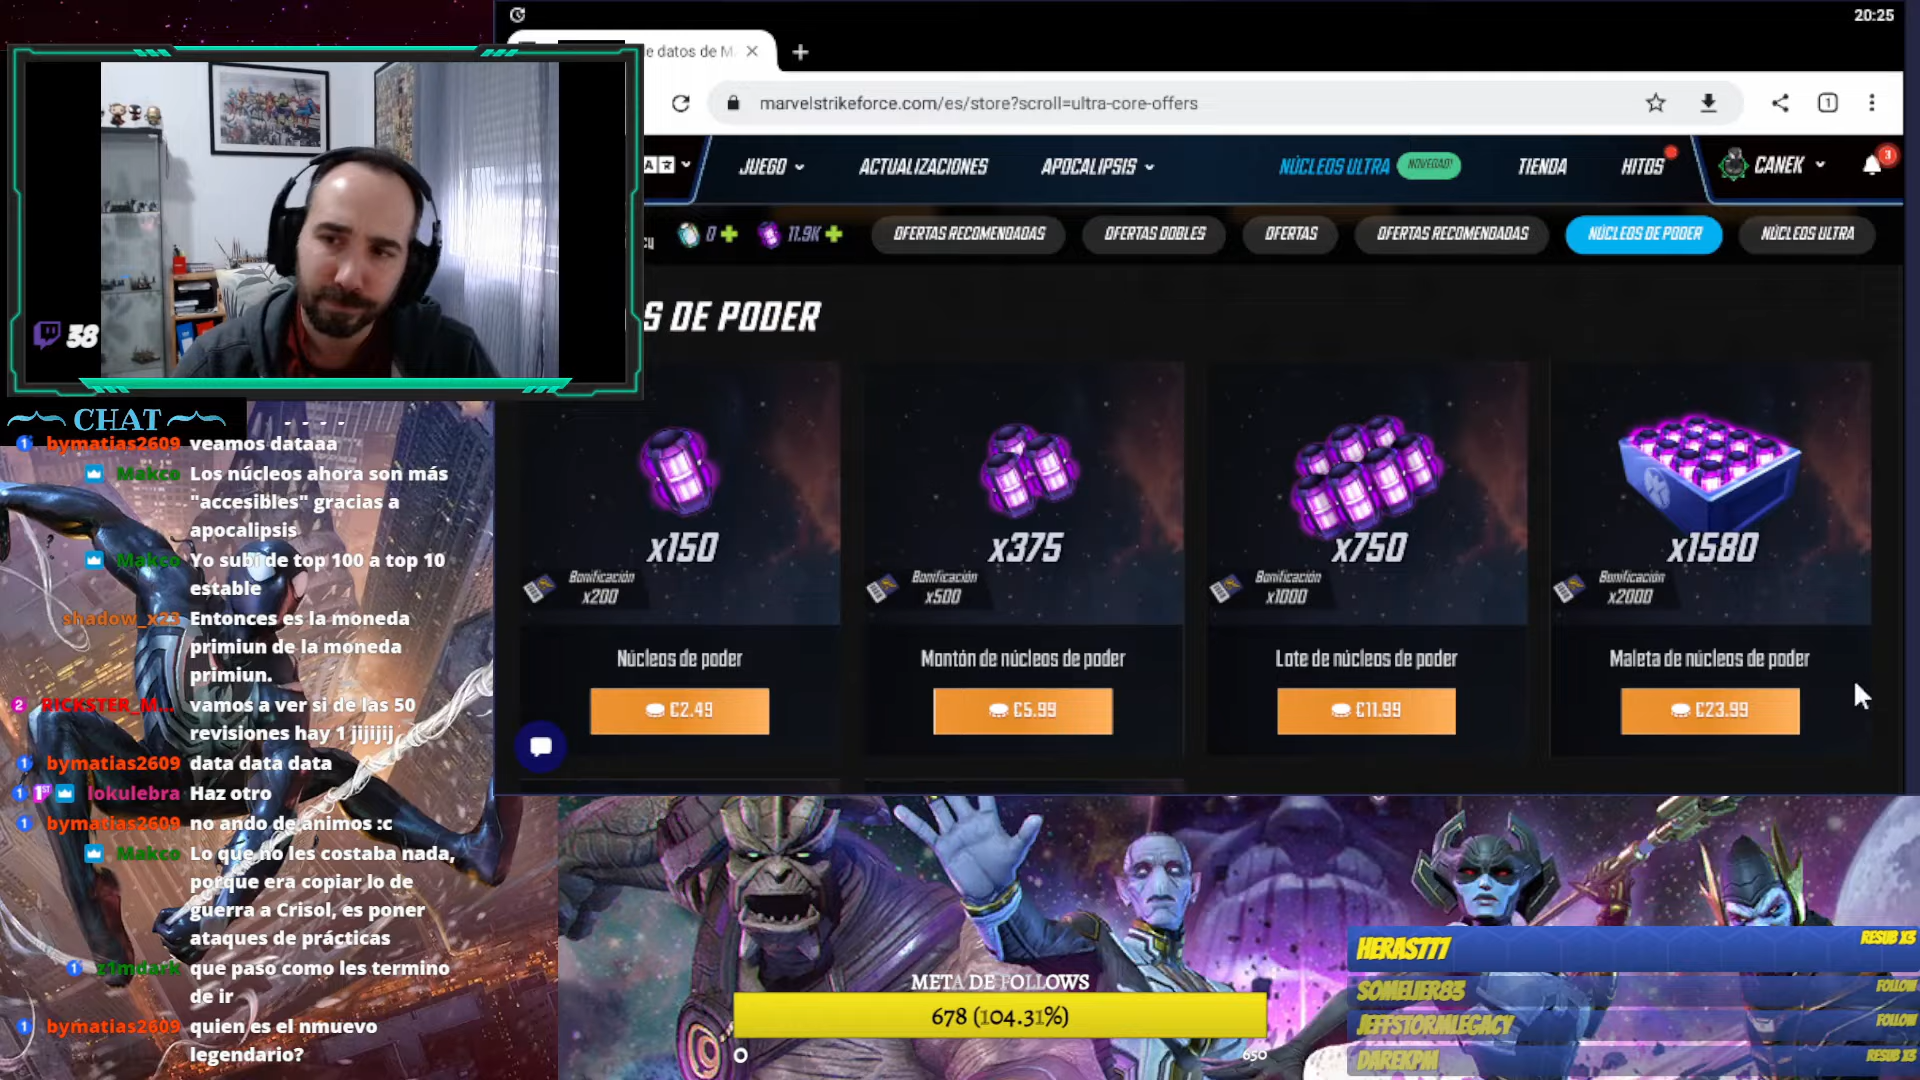 20:25
e datos de M
marvelstrikeforce.com/es/store?scroll=ultra-core-offers
1
JUEGO
ACTUALIZACIONES
APOCALIPSIS
NÚCLEOS ULTRA
¡NOVEDAD!
TIENDA
HITOS
CANEK
3
0
11.9K
OFERTAS RECOMENDADAS
OFERTAS DOBLES
OFERTAS
OFERTAS RECOMENDADAS
NÚCLEOS DE PODER
NÚCLEOS ULTRA
S DE PODER
x150
Bonificación
x200
Núcleos de poder
€2.49
x375
Bonificación
x500
Montón de núcleos de poder
€5.99
x750
Bonificación
x1000
Lote de núcleos de poder
€11.99
x1580
Bonificación
x2000
Maleta de núcleos de poder
€23.99
38
CHAT
bymatias2609 veamos dataaa
Makco Los núcleos ahora son más
"accesibles" gracias a
apocalipsis
Makco Yo subí de top 100 a top 10
estable
shadow_x23 Entonces es la moneda
primiun de la moneda
primiun.
RICKSTER_M... vamos a ver si de las 50
revisiones hay 1 jijijij
bymatias2609 data data data
lokulebra Haz otro
bymatias2609 no ando de animos :c
Makco Lo que no les costaba nada,
porque era copiar lo de
guerra a Crisol, es poner
ataques de prácticas
z1mdark que paso como les termino
de ir
bymatias2609 quien es el nmuevo
legendario?
META DE FOLLOWS
678 (104.31%)
0
650
HERAS777
RESUB X3
SOMELIER83
FOLLOW
JEFFSTORMLEGACY
FOLLOW
DAREKPM
RESUB X3